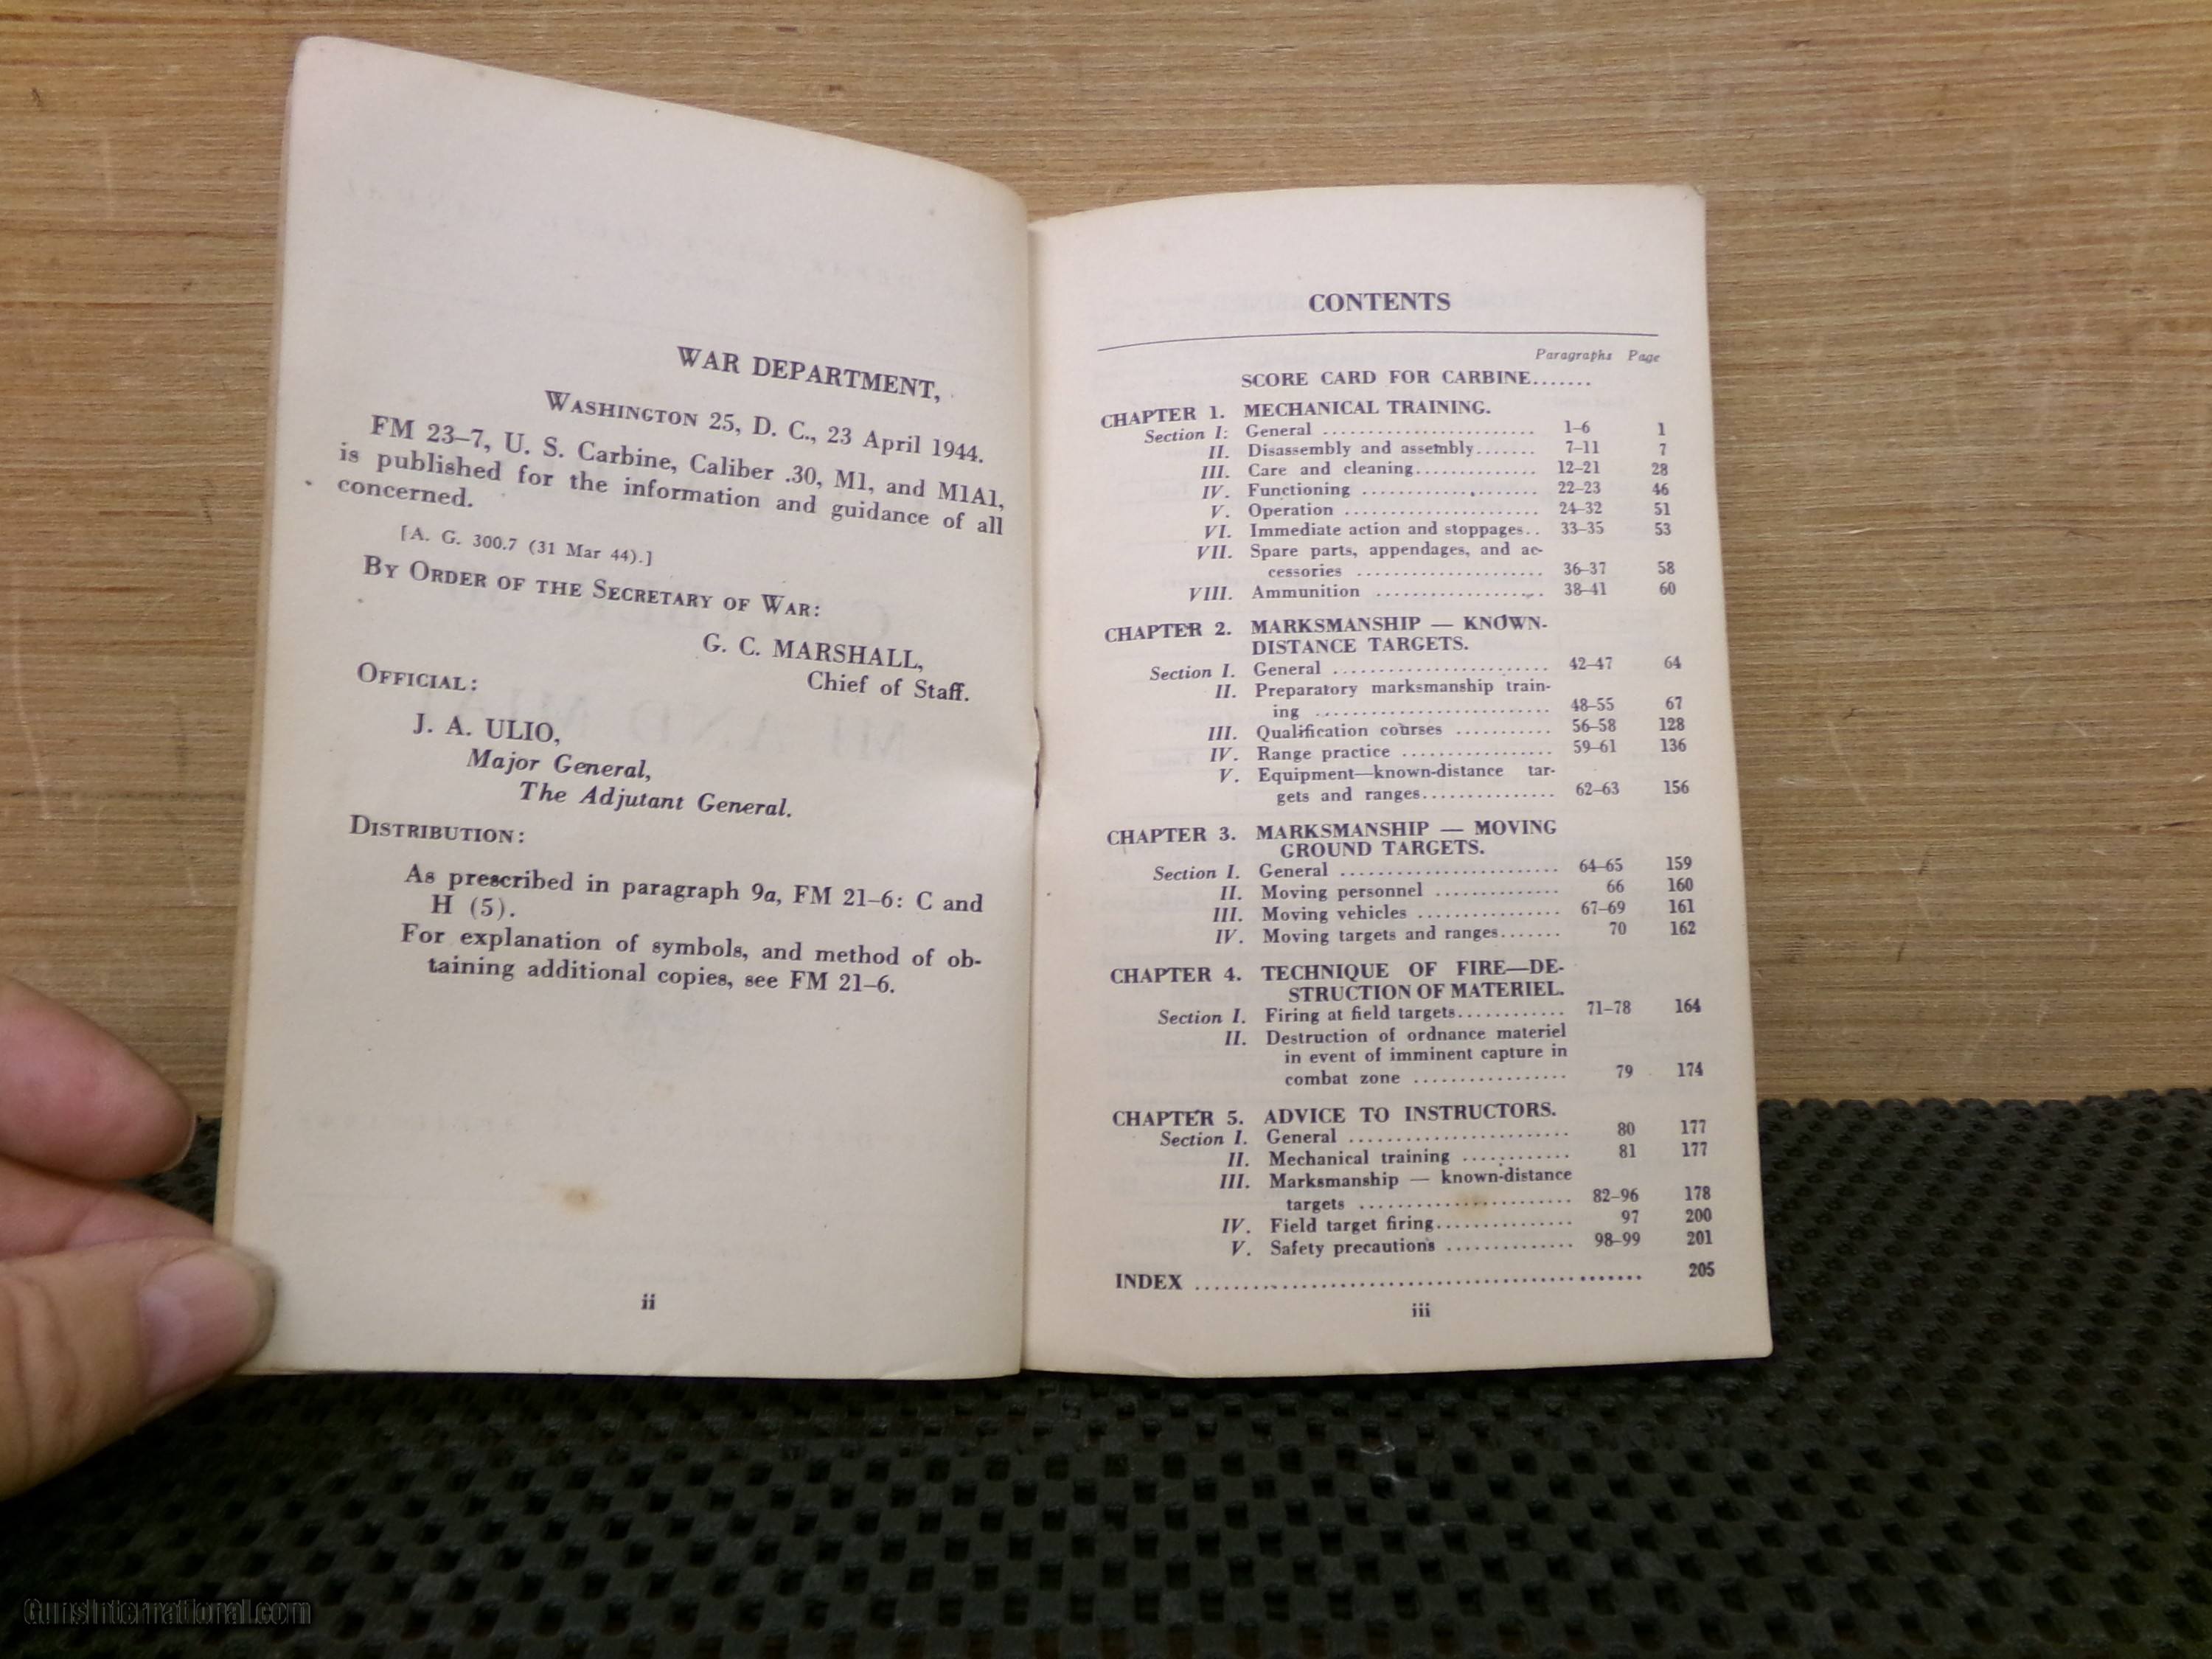 WAR DEPARTMENT,
WASHINGTON 25, D. C., 23 April 1944.
FM 23–7, U. S. Carbine, Caliber .30, M1, and M1A1,
is published for the information and guidance of all
concerned.
[A. G. 300.7 (31 Mar 44).]
BY ORDER OF THE SECRETARY OF WAR:
G. C. MARSHALL,
Chief of Staff.
OFFICIAL:
J. A. ULIO,
Major General,
The Adjutant General.
DISTRIBUTION:
As prescribed in paragraph 9a, FM 21–6: C and
H (5).
For explanation of symbols, and method of ob-
taining additional copies, see FM 21–6.
ii
CONTENTS
Paragraphs Page
SCORE CARD FOR CARBINE.......
CHAPTER 1. MECHANICAL TRAINING.
Section I: General ........................ 1–6 1
II. Disassembly and assembly....... 7–11 7
III. Care and cleaning.............. 12–21 28
IV. Functioning .................... 22–23 46
V. Operation ...................... 24–32 51
VI. Immediate action and stoppages.. 33–35 53
VII. Spare parts, appendages, and ac-
cessories ..................... 36–37 58
VIII. Ammunition ................... 38–41 60
CHAPTER 2. MARKSMANSHIP — KNOWN-
DISTANCE TARGETS.
Section I. General ........................ 42–47 64
II. Preparatory marksmanship train-
ing .......................... 48–55 67
III. Qualification courses ........... 56–58 128
IV. Range practice ................. 59–61 136
V. Equipment—known-distance tar-
gets and ranges............... 62–63 156
CHAPTER 3. MARKSMANSHIP — MOVING
GROUND TARGETS.
Section I. General ........................ 64–65 159
II. Moving personnel .............. 66 160
III. Moving vehicles ................ 67–69 161
IV. Moving targets and ranges....... 70 162
CHAPTER 4. TECHNIQUE OF FIRE—DE-
STRUCTION OF MATERIEL.
Section I. Firing at field targets............ 71–78 164
II. Destruction of ordnance materiel
in event of imminent capture in
combat zone ................. 79 174
CHAPTER 5. ADVICE TO INSTRUCTORS.
Section I. General ........................ 80 177
II. Mechanical training ............ 81 177
III. Marksmanship — known-distance
targets ....................... 82–96 178
IV. Field target firing............... 97 200
V. Safety precautions .............. 98–99 201
INDEX ................................................ 205
iii
GunsInternational.com